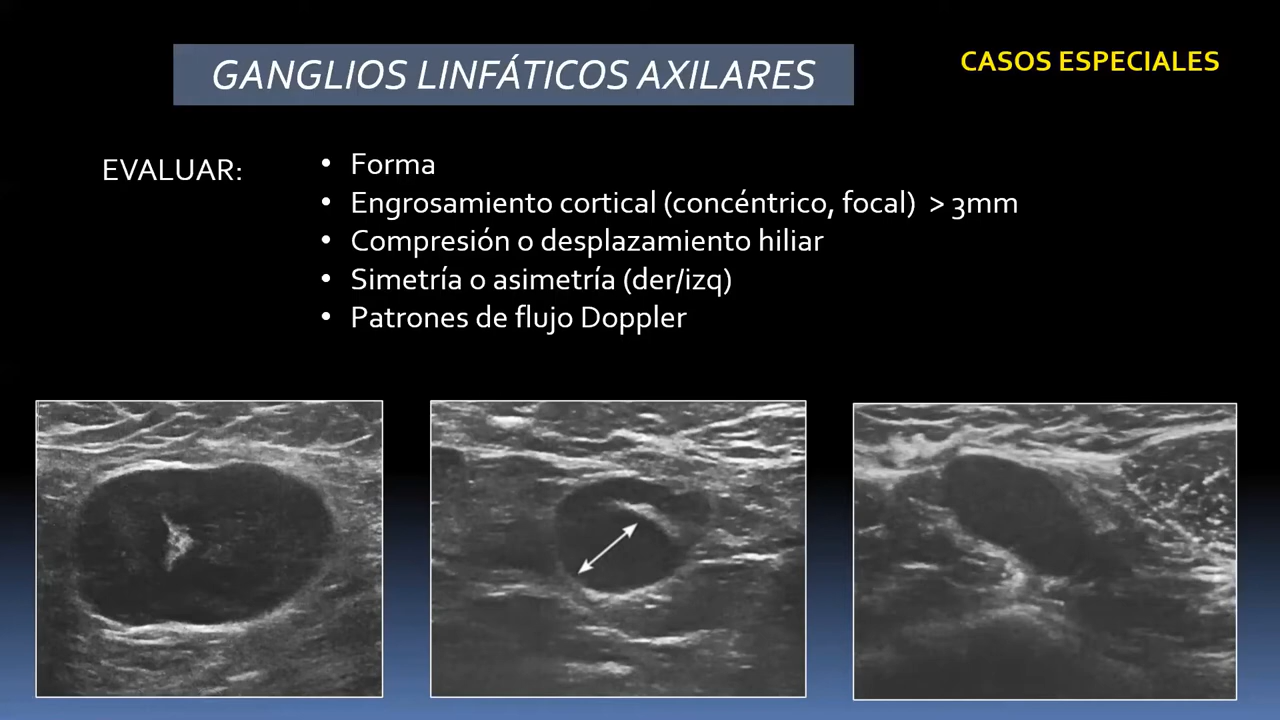 GANGLIOS LINFÁTICOS AXILARES
CASOS ESPECIALES
EVALUAR:
• Forma
• Engrosamiento cortical (concéntrico, focal) > 3mm
• Compresión o desplazamiento hiliar
• Simetría o asimetría (der/izq)
• Patrones de flujo Doppler